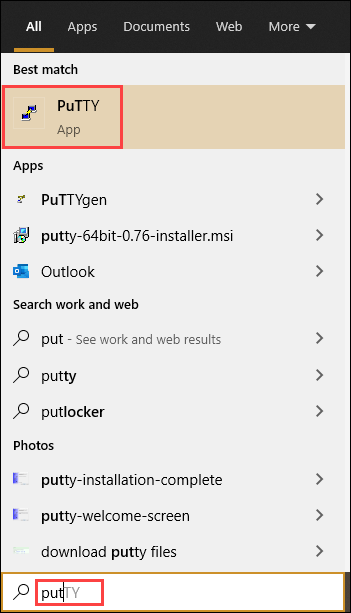 All Apps Documents Web More
Best match
PuTTY
App
Apps
PuTTYgen
putty-64bit-0.76-installer.msi
Outlook
Search work and web
put - See work and web results
putty
putlocker
Photos
putty-installation-complete
putty-welcome-screen
download putty files
putTY